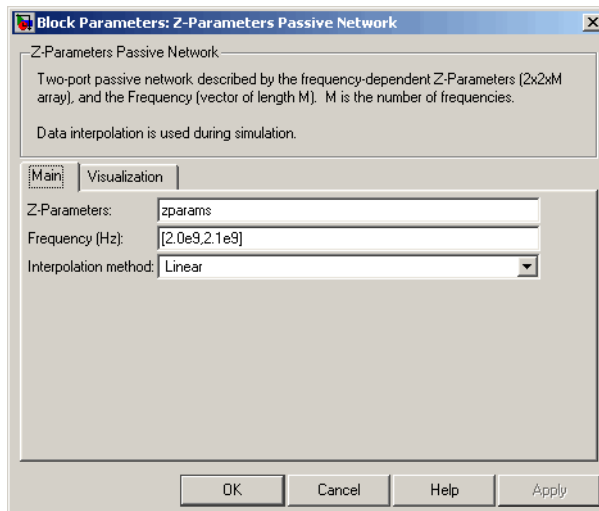 Block Parameters: Z-Parameters Passive Network
Z-Parameters Passive Network
Two-port passive network described by the frequency-dependent Z-Parameters (2x2xM
array), and the Frequency (vector of length M). M is the number of frequencies.
Data interpolation is used during simulation.
Main Visualization
Z-Parameters: zparams
Frequency (Hz): [2.0e9,2.1e9]
Interpolation method: Linear
OK Cancel Help Apply